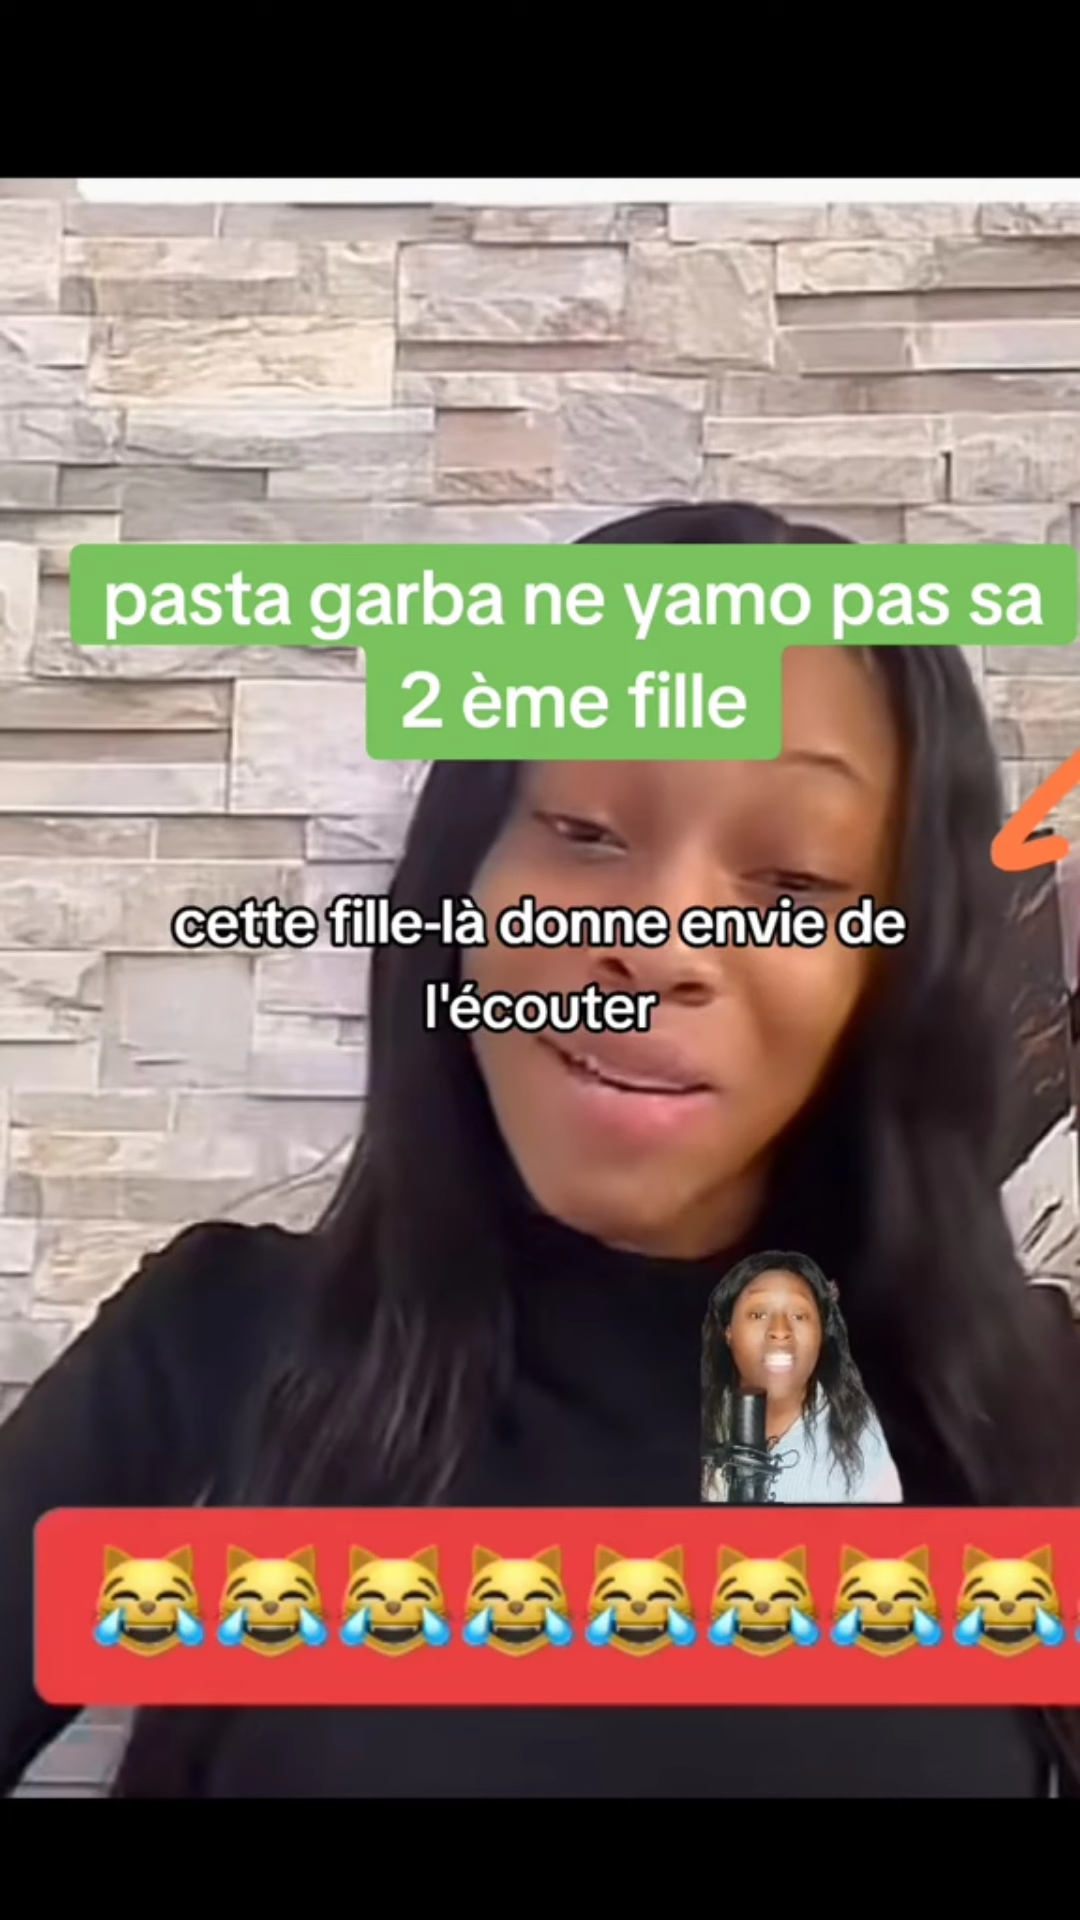 pasta garba ne yamo pas sa
2 ème fille
cette fille-là donne envie de
l'écouter